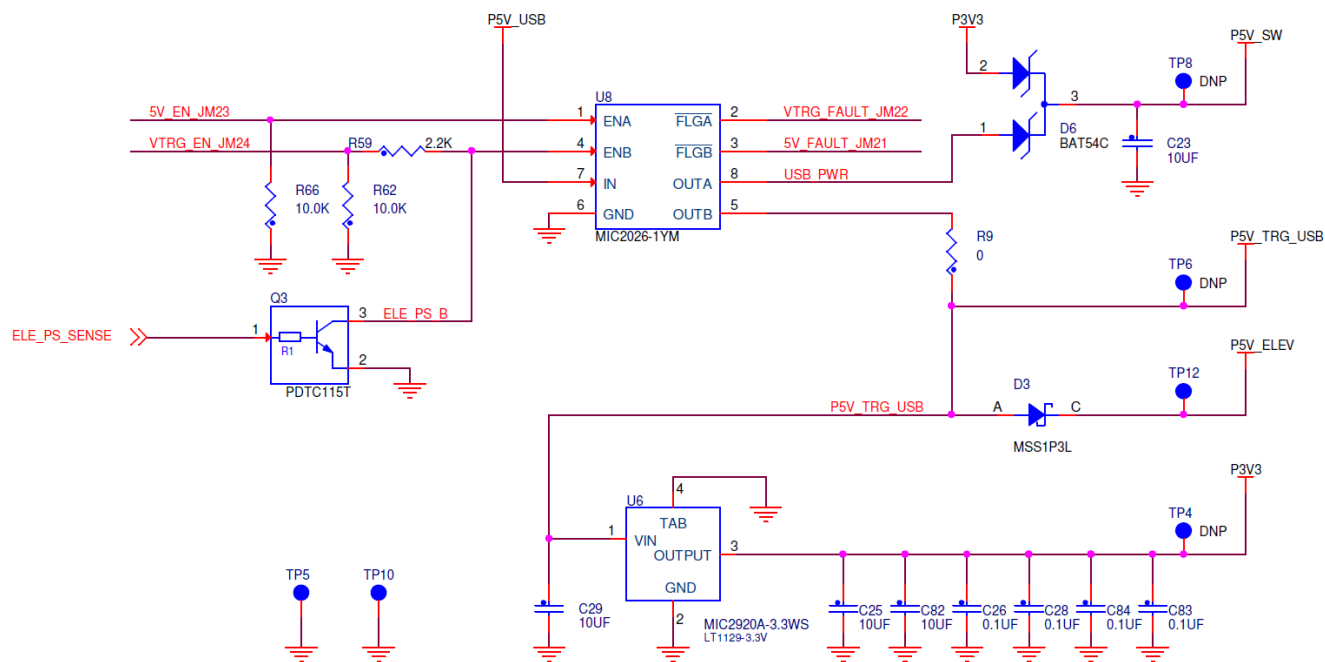 P5V_USB
P3V3
P5V_SW
TP8
DNP
2
3
1
D6
BAT54C
C23
10UF
5V_EN_JM23
VTRG_EN_JM24
R59
2.2K
R66
10.0K
R62
10.0K
U8
1
ENA
4
ENB
7
IN
6
GND
FLGA
2
VTRG_FAULT_JM22
FLGB
3
5V_FAULT_JM21
OUTA
8
USB_PWR
OUTB
5
MIC2026-1YM
R9
0
P5V_TRG_USB
TP6
DNP
Q3
ELE_PS_SENSE
1
R1
3
ELE_PS_B
2
PDTC115T
P5V_ELEV
TP12
P5V_TRG_USB
A
D3
C
MSS1P3L
P3V3
TP4
DNP
U6
4
TAB
1
VIN
OUTPUT
3
GND
2
MIC2920A-3.3WS
LT1129-3.3V
C29
10UF
C25
10UF
C82
10UF
C26
0.1UF
C28
0.1UF
C84
0.1UF
C83
0.1UF
TP5
TP10